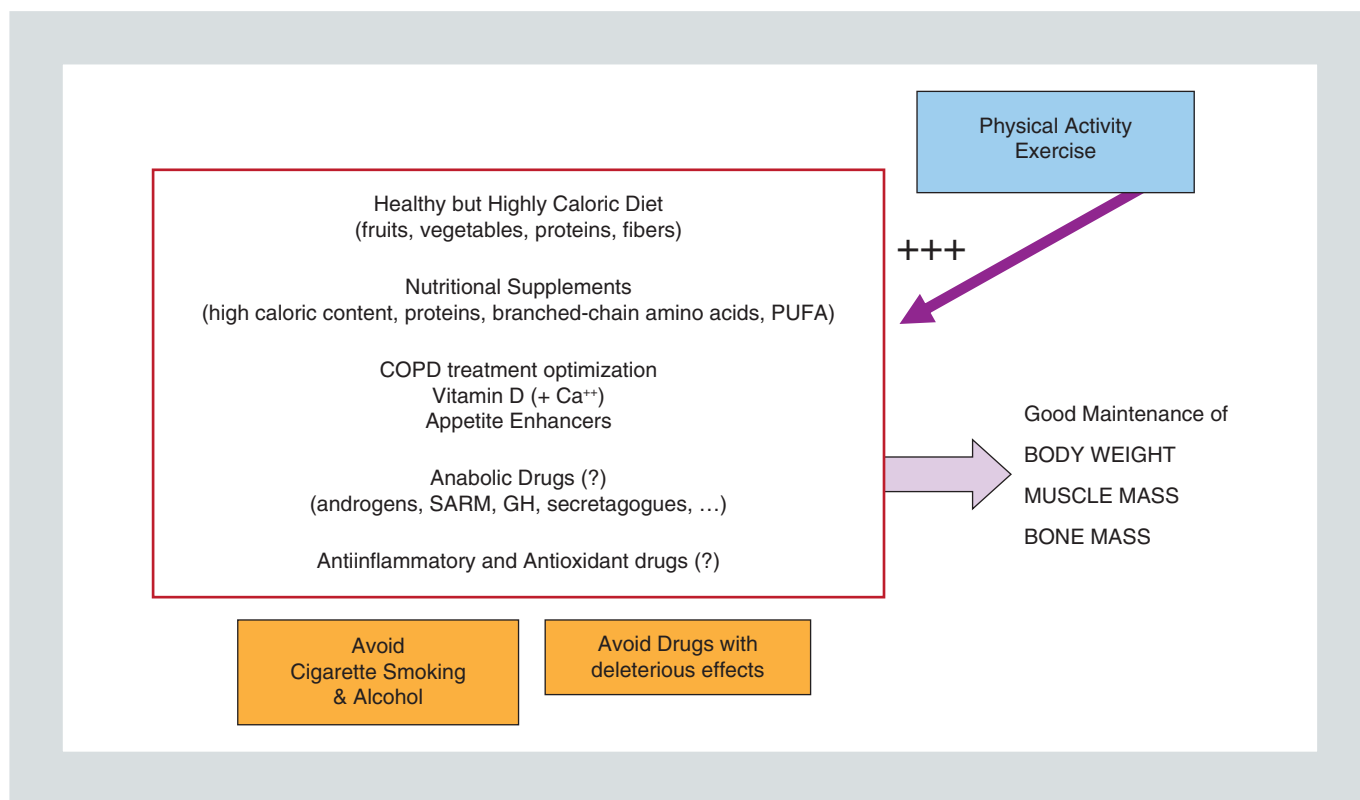 Physical Activity
Exercise
Healthy but Highly Caloric Diet
(fruits, vegetables, proteins, fibers)
+++
Nutritional Supplements
(high caloric content, proteins, branched-chain amino acids, PUFA)
COPD treatment optimization
Vitamin D (+ Ca⁺⁺)
Appetite Enhancers
Anabolic Drugs (?)
(androgens, SARM, GH, secretagogues, …)
Antiinflammatory and Antioxidant drugs (?)
Good Maintenance of
BODY WEIGHT
MUSCLE MASS
BONE MASS
Avoid
Cigarette Smoking
& Alcohol
Avoid Drugs with
deleterious effects